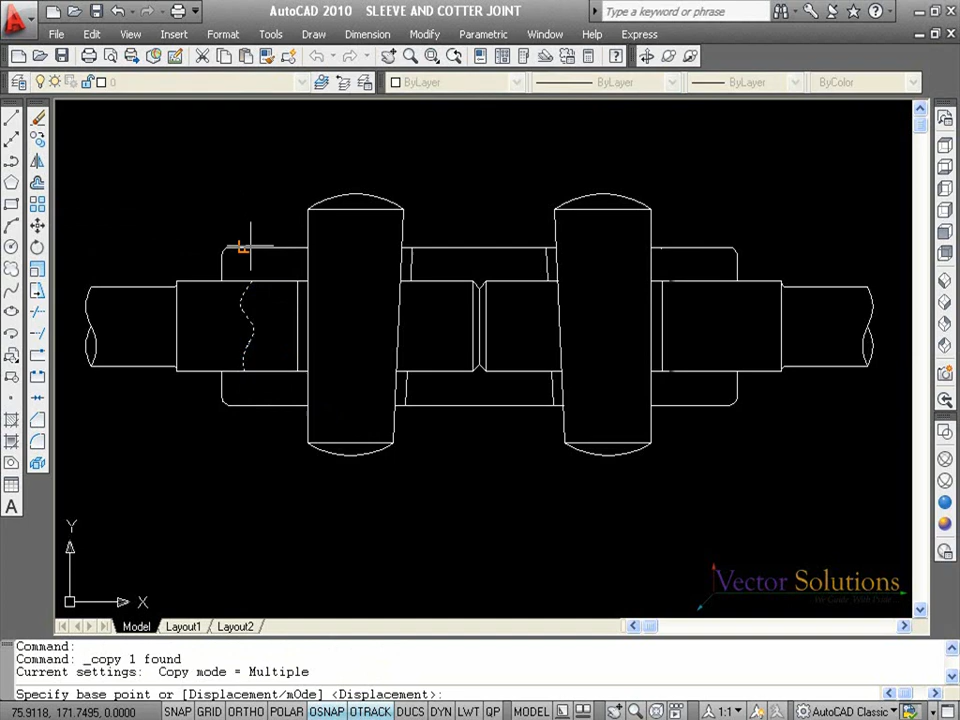 AutoCAD 2010 SLEEVE AND COTTER JOINT
Type a keyword or phrase
File Edit View Insert Format Tools Draw Dimension Modify Parametric Window Help Express
0 ByLayer ByLayer ByLayer ByColor
A
Y
X
Vector Solutions
Model Layout1 Layout2
Command:
Command: _copy 1 found
Current settings: Copy mode = Multiple
Specify base point or [Displacement/mOde] <Displacement>:
75.9118, 171.7495, 0.0000 SNAP GRID ORTHO POLAR OSNAP OTRACK DUCS DYN LWT QP MODEL 1:1 AutoCAD Classic